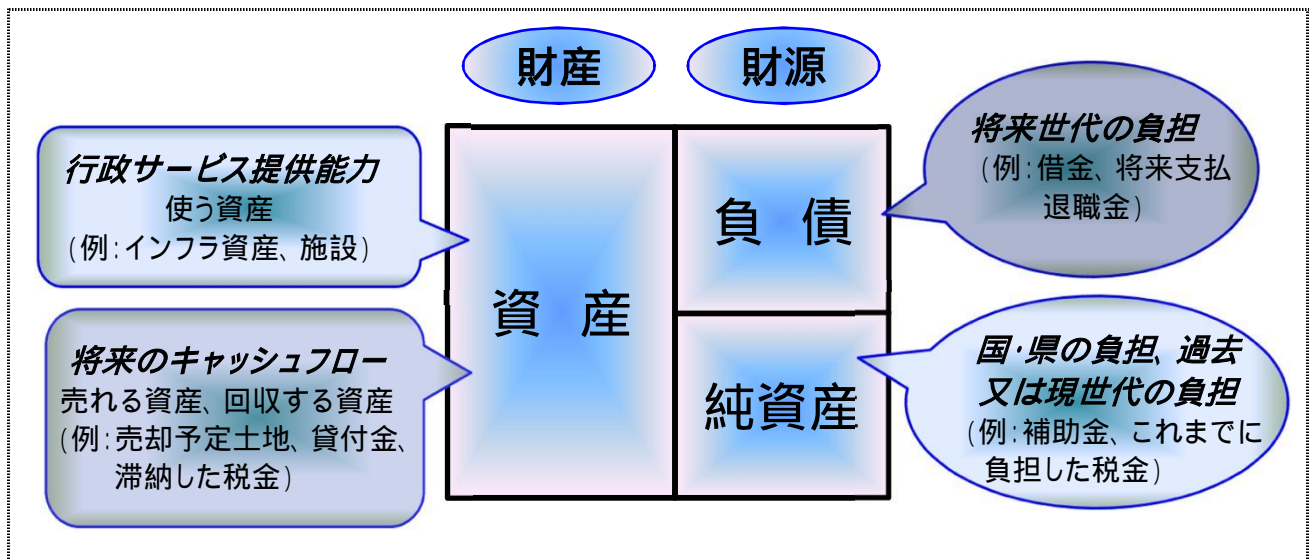 財産
財源
行政サービス提供能力
使う資産
(例:インフラ資産、施設)
将来のキャッシュフロー
売れる資産、回収する資産
(例:売却予定土地、貸付金、
滞納した税金)
資 産
負 債
純資産
将来世代の負担
(例:借金、将来支払
退職金)
国・県の負担、過去
又は現世代の負担
(例:補助金、これまでに
負担した税金)